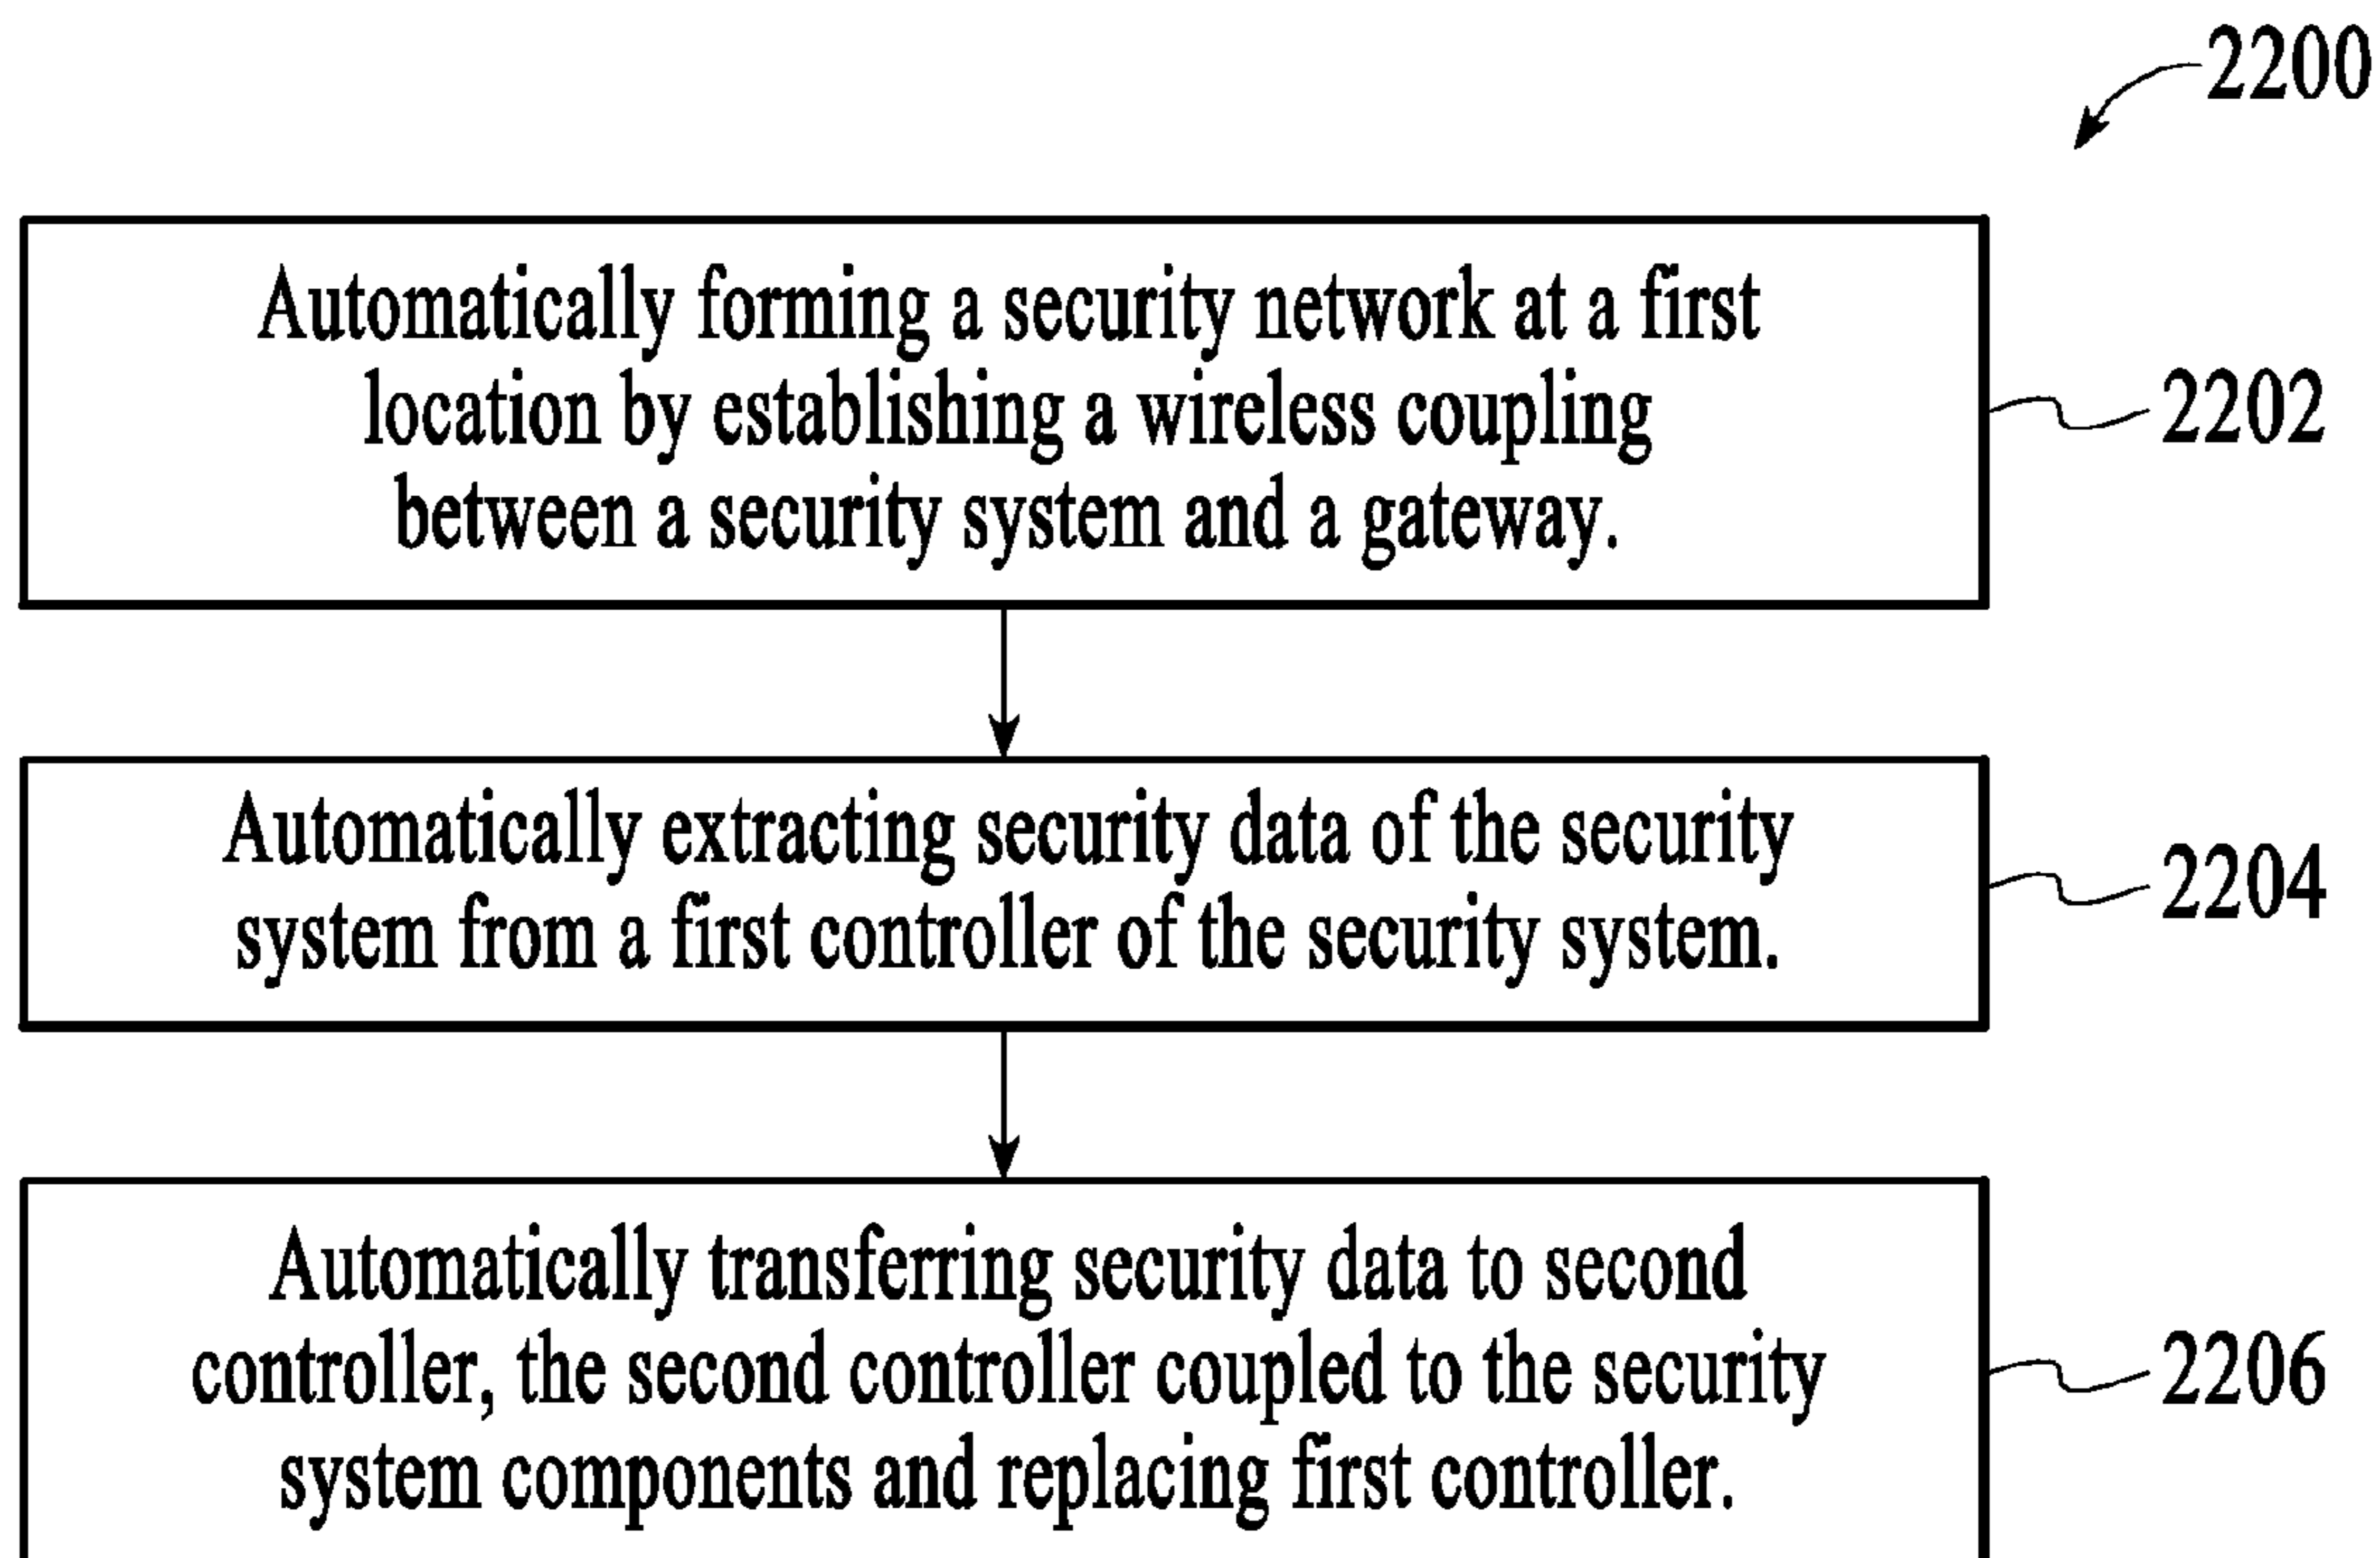 2200
Automatically forming a security network at a first
location by establishing a wireless coupling
between a security system and a gateway.
2202
Automatically extracting security data of the security
system from a first controller of the security system.
2204
Automatically transferring security data to second
controller, the second controller coupled to the security
system components and replacing first controller.
2206